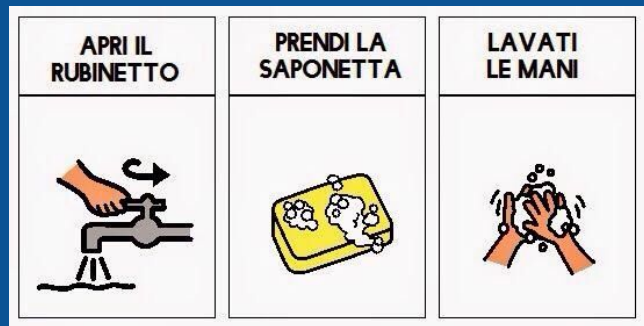 APRI IL
RUBINETTO
PRENDI LA
SAPONETTA
LAVATI
LE MANI